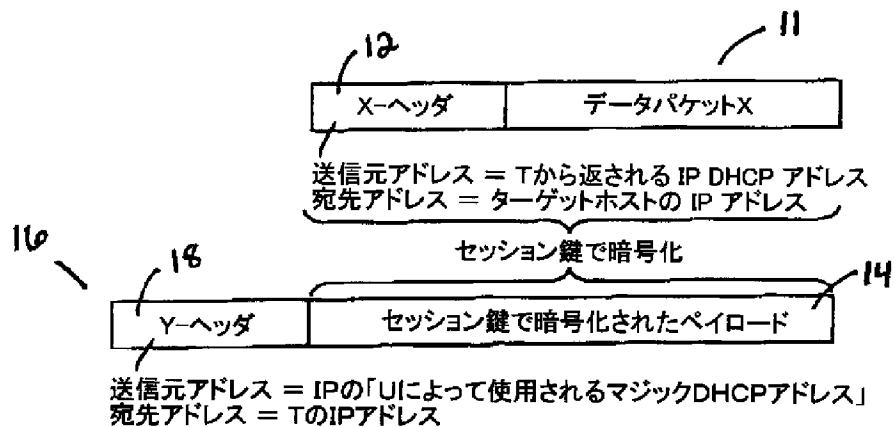 12
11
X-ヘッダ データパケットX
送信元アドレス = Tから返される IP DHCP アドレス
宛先アドレス = ターゲットホストの IP アドレス
16
18
セッション鍵で暗号化
14
Y-ヘッダ セッション鍵で暗号化されたペイロード
送信元アドレス = IPの「Uによって使用されるマジックDHCPアドレス」
宛先アドレス = TのIPアドレス